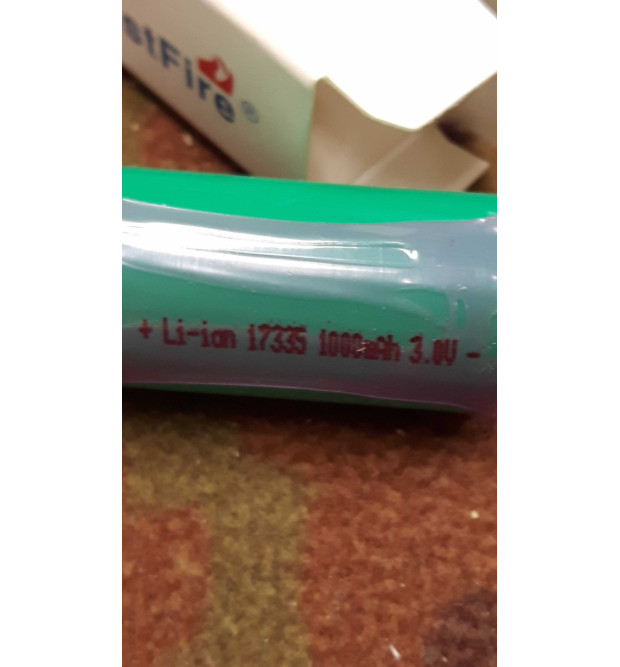 stFire®
+ Li-ion 17335 1000mAh 3.0V -